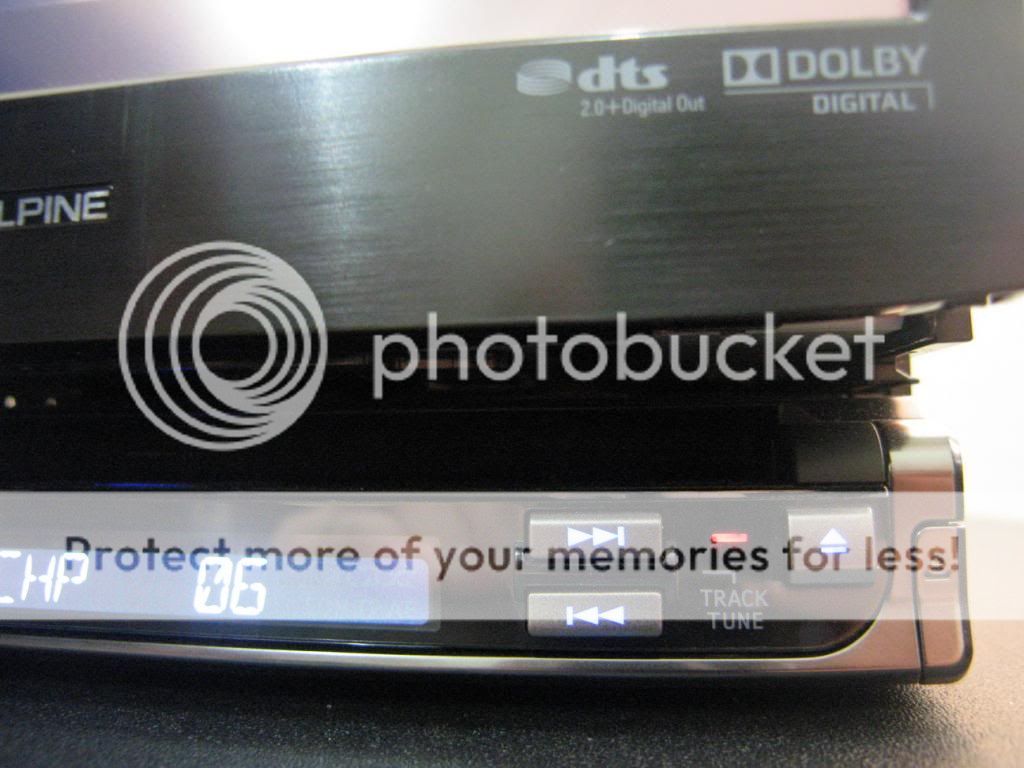 dts
2.0+Digital Out
DOLBY
DIGITAL
LPINE
photobucket
Protect more of your memories for less!
CHP 06
TRACK
TUNE